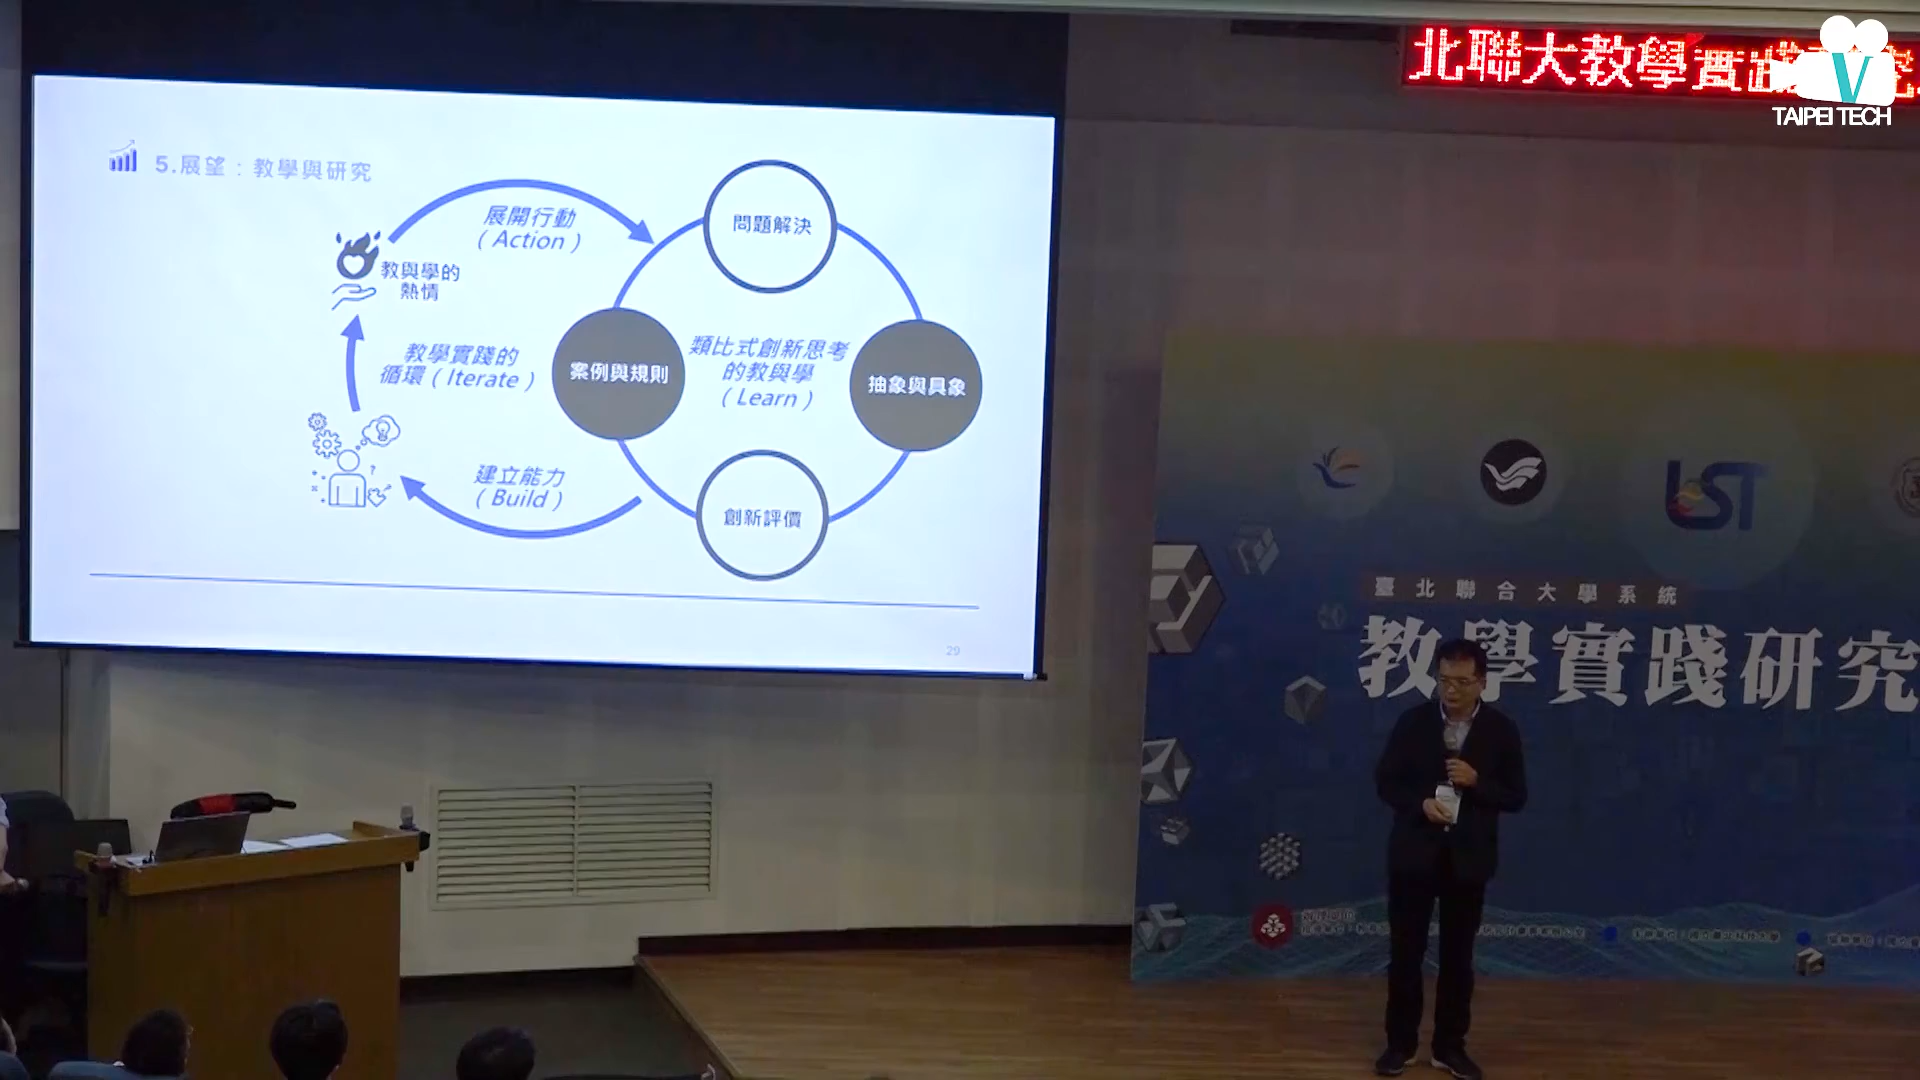 北聯大教學實踐
V
TAIPEI TECH
5.展望：教學與研究
展開行動
（Action）
問題解決
教與學的
熱情
教學實踐的
循環（Iterate）
案例與規則
類比式創新思考
的教與學
（Learn）
抽象與具象
建立能力
（Build）
創新評價
29
UST
臺北聯合大學系統
教學實踐研究